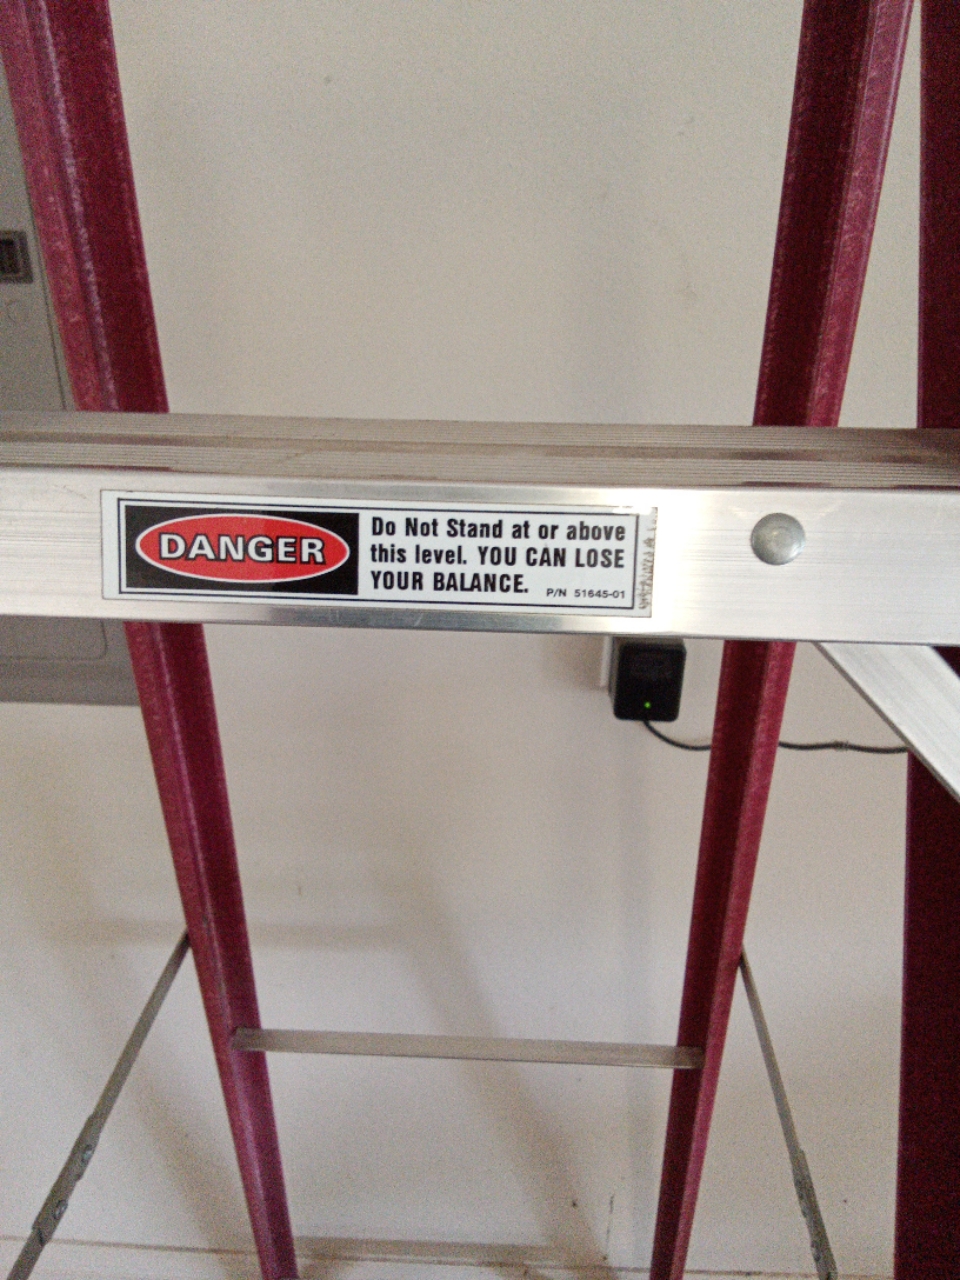 DANGER
Do Not Stand at or above
this level. YOU CAN LOSE
YOUR BALANCE.
P/N 51645-01